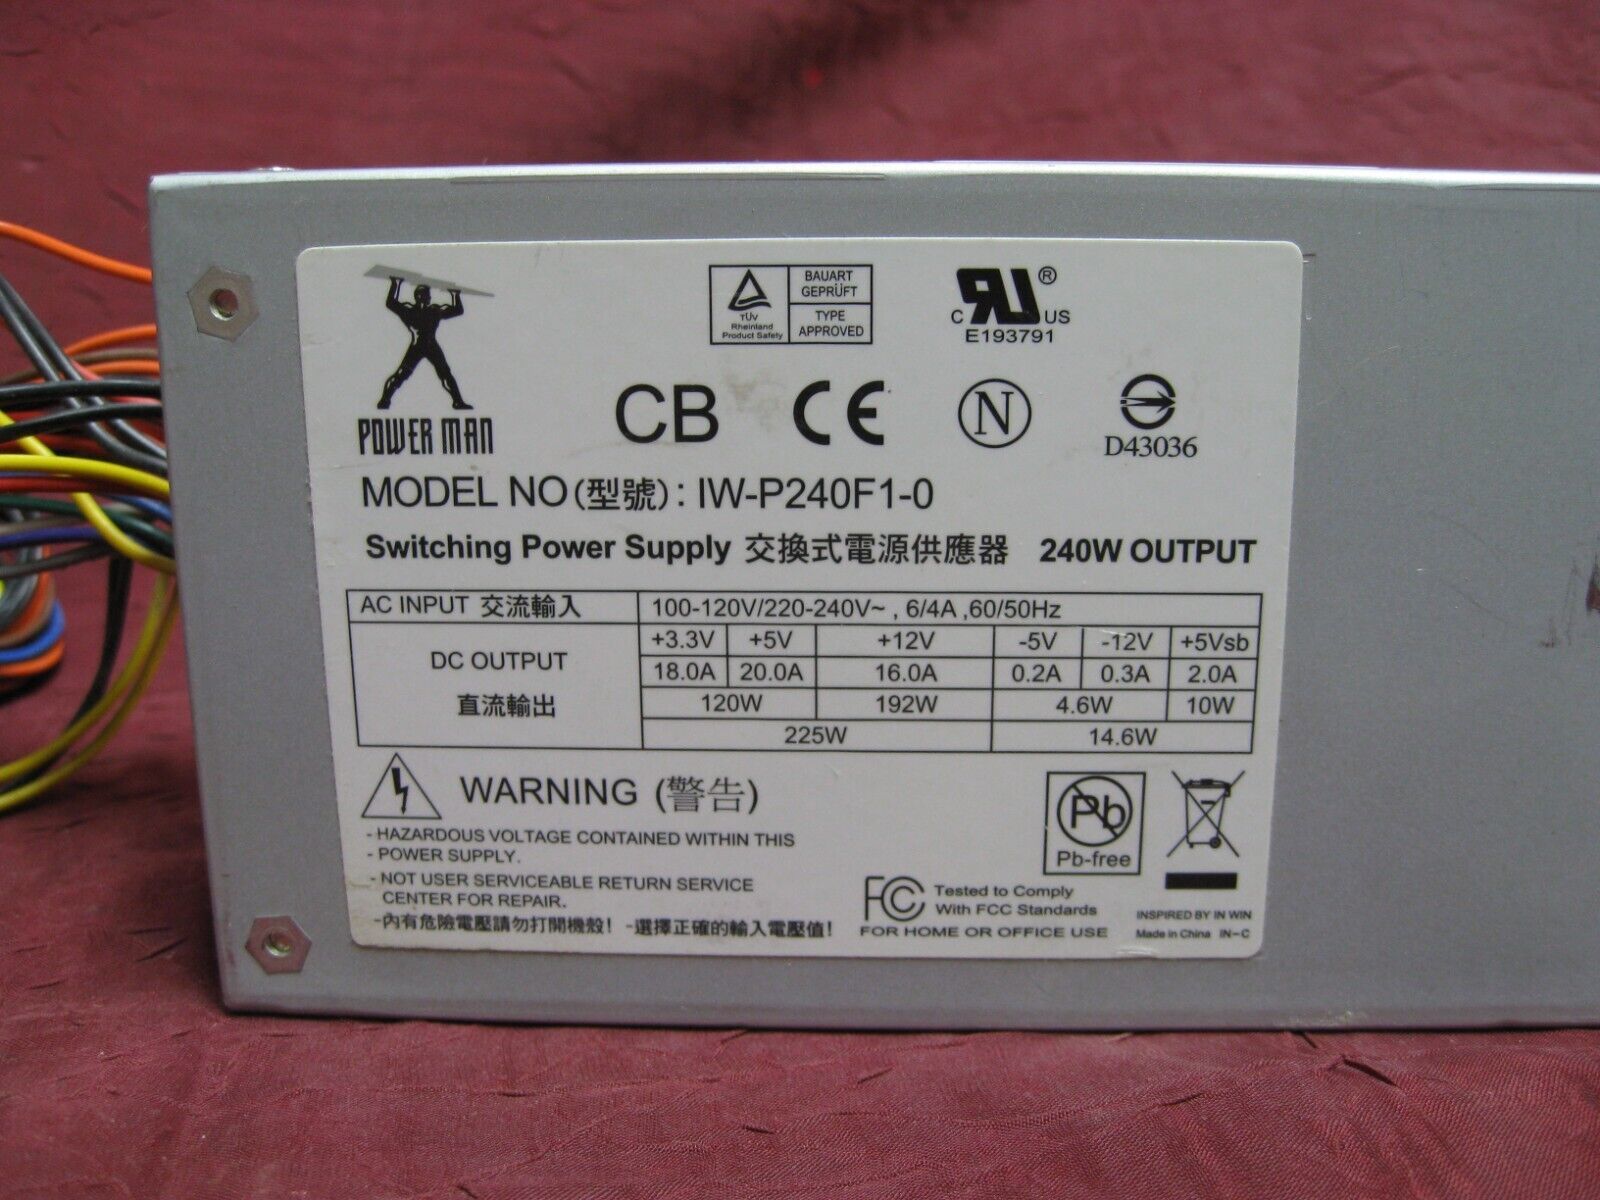 POWER MAN
TÜV
Rheinland
Product Safety
BAUART
GEPRÜFT
TYPE
APPROVED
C RU ® US
E193791
CB CE N
D43036
MODEL NO(型號): IW-P240F1-0
Switching Power Supply 交換式電源供應器 240W OUTPUT
AC INPUT 交流輸入 100-120V/220-240V~ , 6/4A ,60/50Hz
DC OUTPUT
直流輸出
+3.3V +5V +12V -5V -12V +5Vsb
18.0A 20.0A 16.0A 0.2A 0.3A 2.0A
120W 192W 4.6W 10W
225W 14.6W
WARNING (警告)
- HAZARDOUS VOLTAGE CONTAINED WITHIN THIS
- POWER SUPPLY.
- NOT USER SERVICEABLE RETURN SERVICE
CENTER FOR REPAIR.
-內有危險電壓請勿打開機殼! -選擇正確的輸入電壓值!
Pb
Pb-free
FC Tested to Comply
With FCC Standards
FOR HOME OR OFFICE USE
INSPIRED BY IN WIN
Made in China IN-C